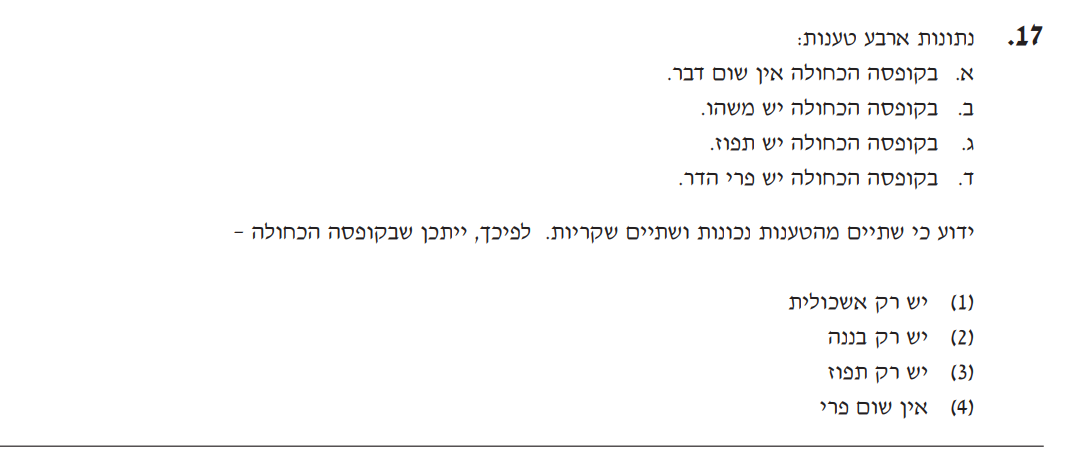 17. נתונות ארבע טענות:
א. בקופסה הכחולה אין שום דבר.
ב. בקופסה הכחולה יש משהו.
ג. בקופסה הכחולה יש תפוז.
ד. בקופסה הכחולה יש פרי הדר.
ידוע כי שתיים מהטענות נכונות ושתיים שקריות. לפיכך, ייתכן שבקופסה הכחולה –
(1) יש רק אשכולית
(2) יש רק בננה
(3) יש רק תפוז
(4) אין שום פרי